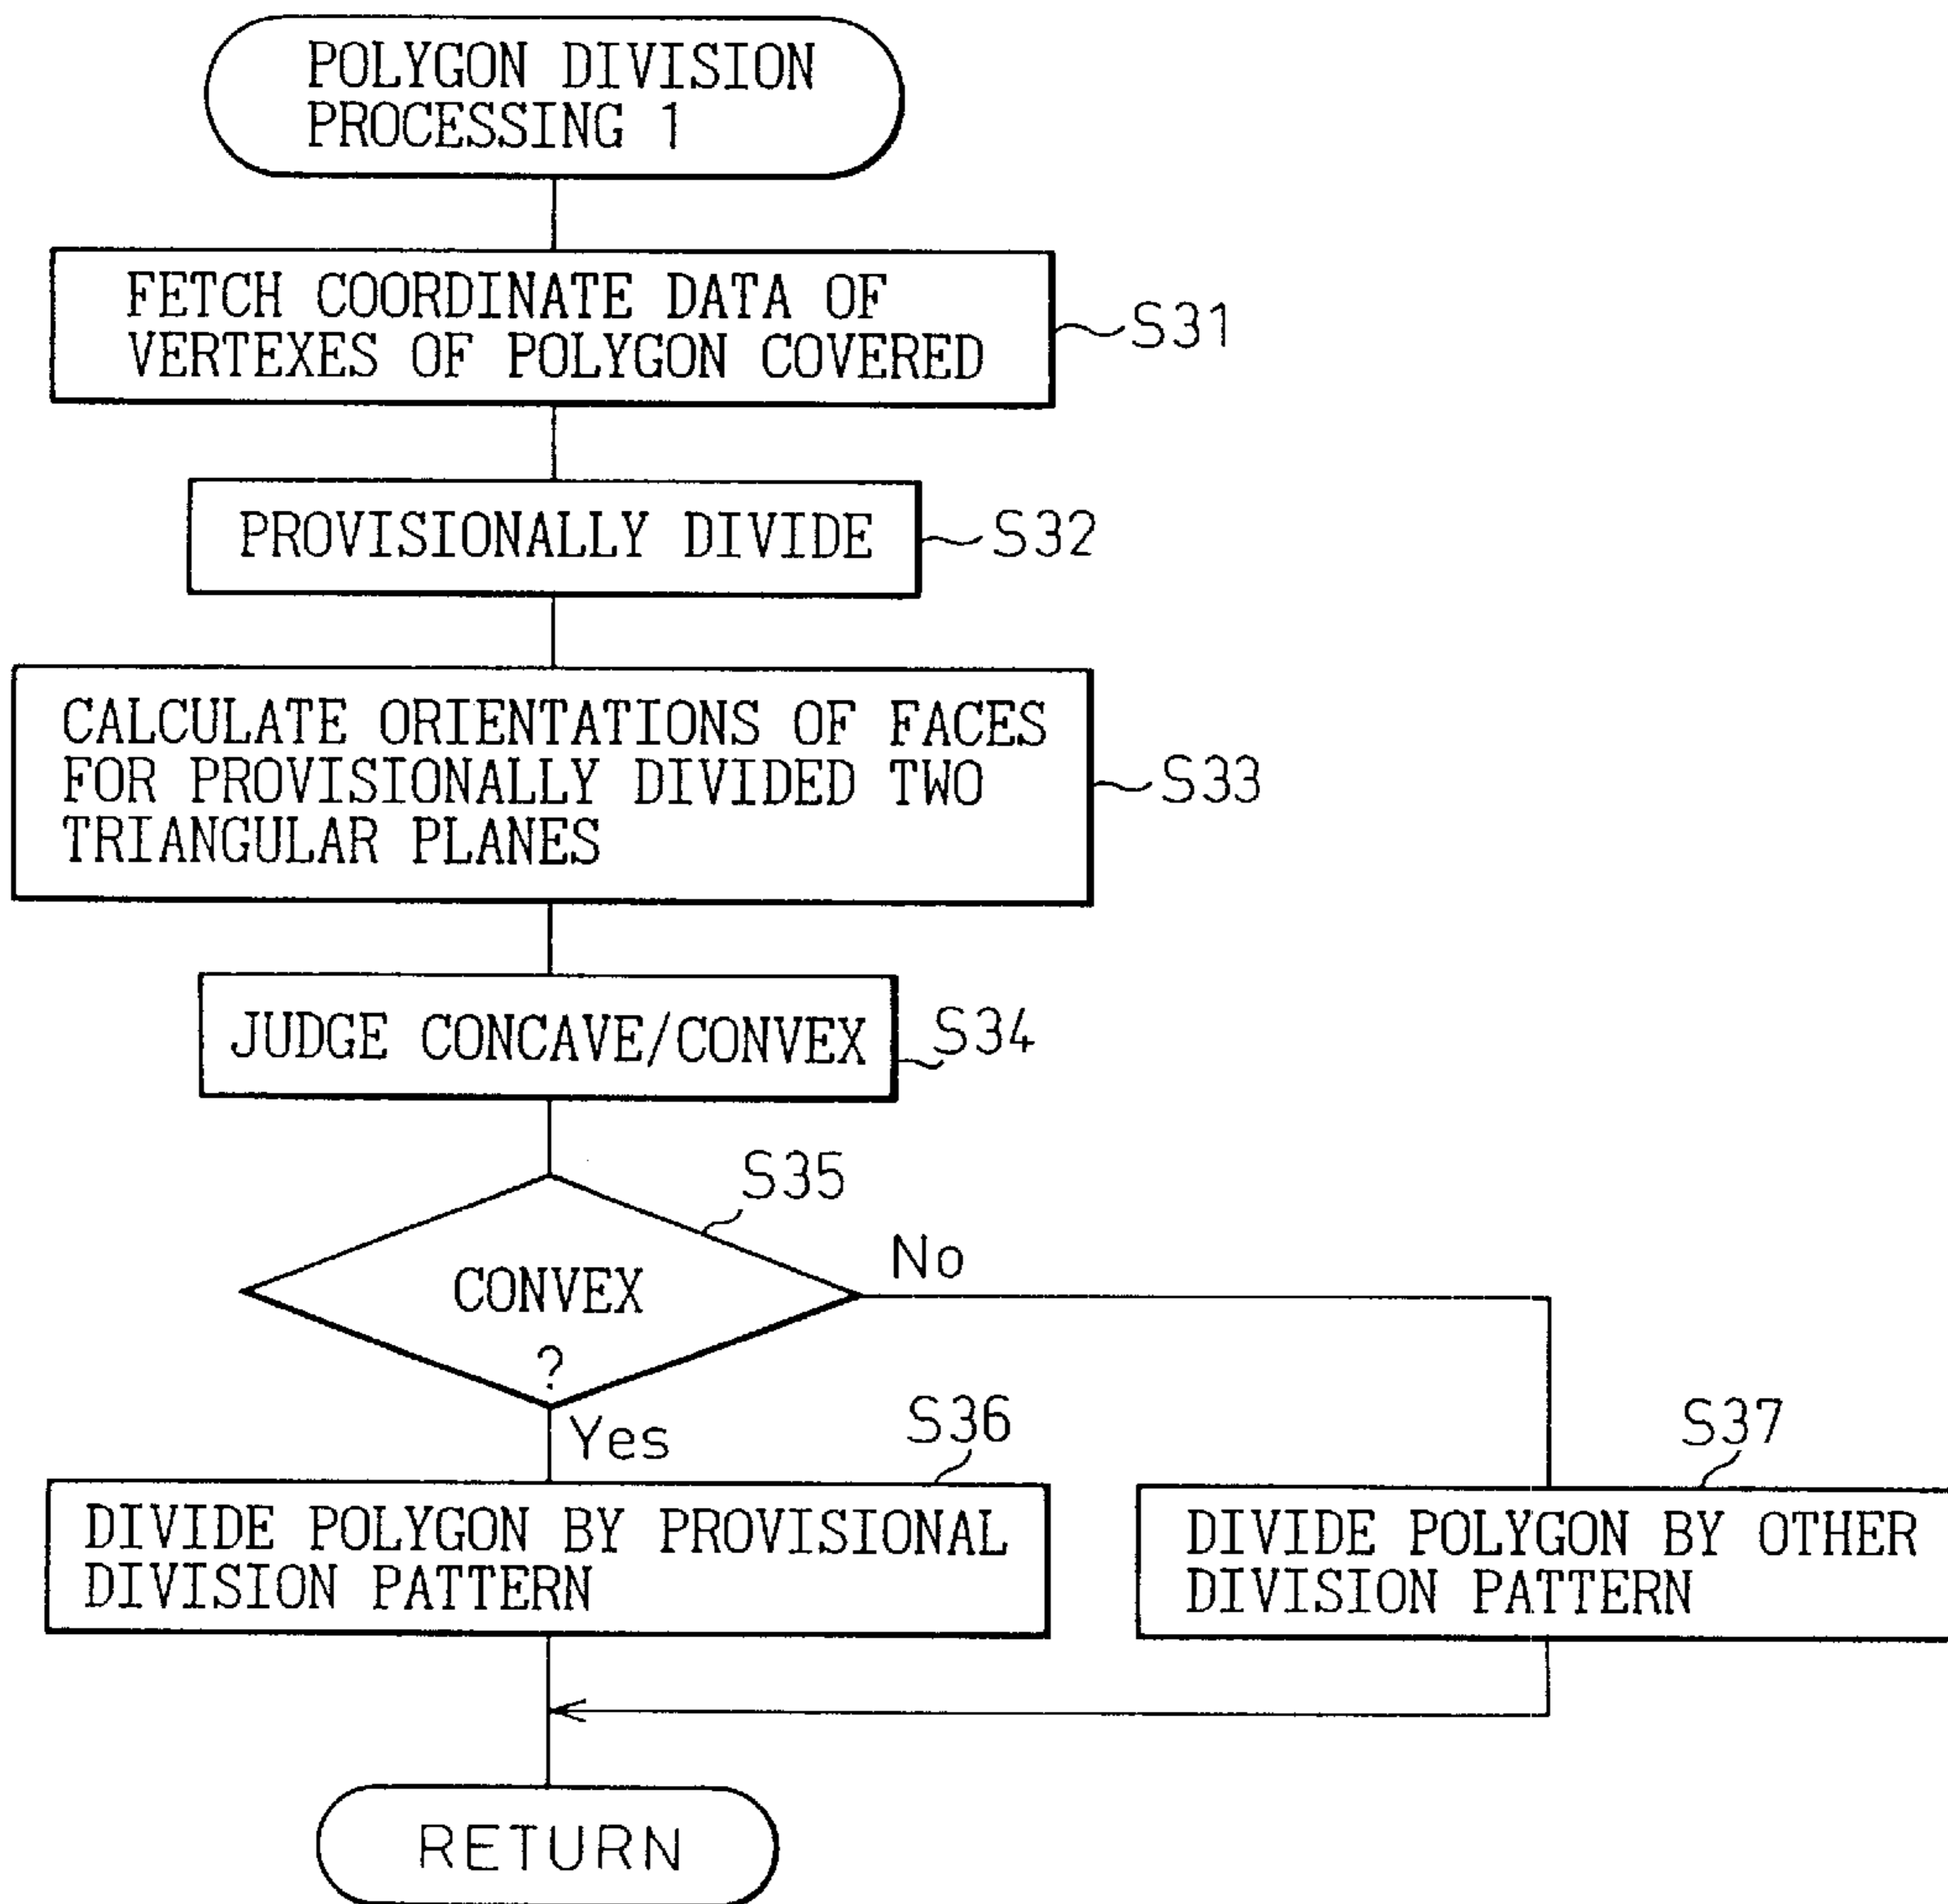 POLYGON DIVISION
PROCESSING 1
FETCH COORDINATE DATA OF
VERTEXES OF POLYGON COVERED
S31
PROVISIONALLY DIVIDE
S32
CALCULATE ORIENTATIONS OF FACES
FOR PROVISIONALLY DIVIDED TWO
TRIANGULAR PLANES
S33
JUDGE CONCAVE/CONVEX
S34
S35
CONVEX
?
No
Yes
S36
DIVIDE POLYGON BY PROVISIONAL
DIVISION PATTERN
S37
DIVIDE POLYGON BY OTHER
DIVISION PATTERN
RETURN